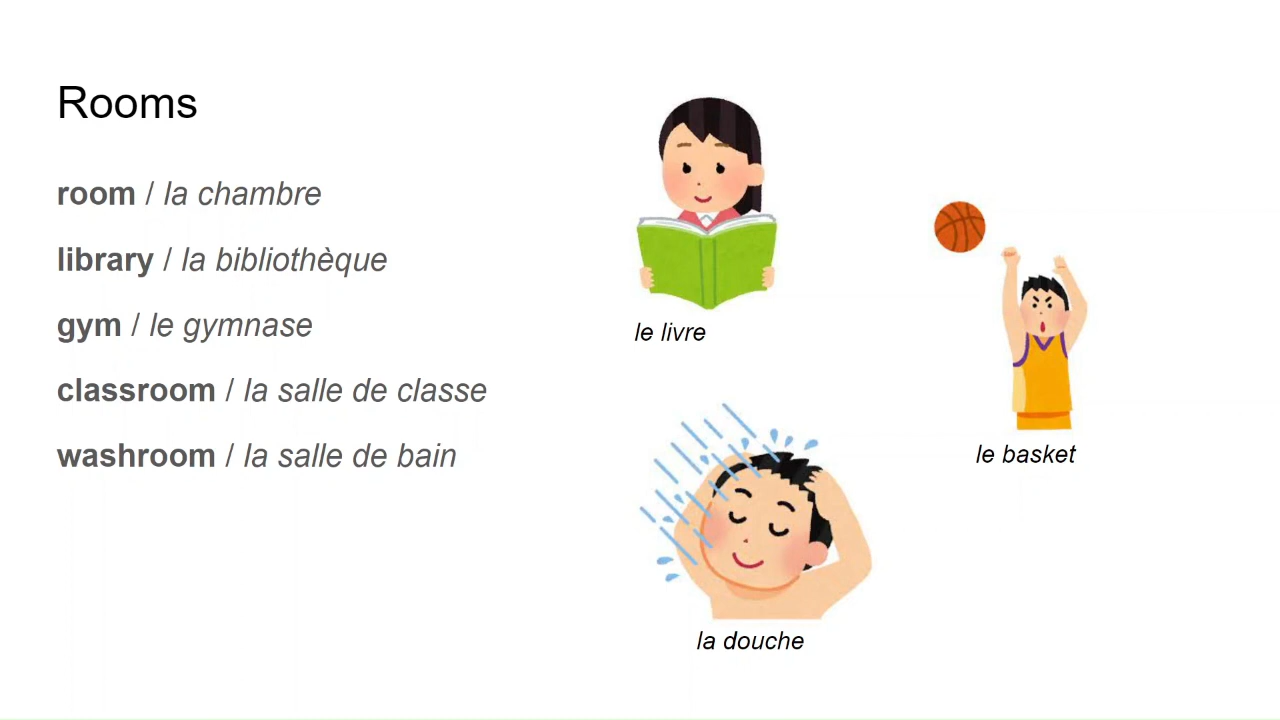 Rooms
room / la chambre
library / la bibliothèque
gym / le gymnase
classroom / la salle de classe
washroom / la salle de bain
le livre
le basket
la douche